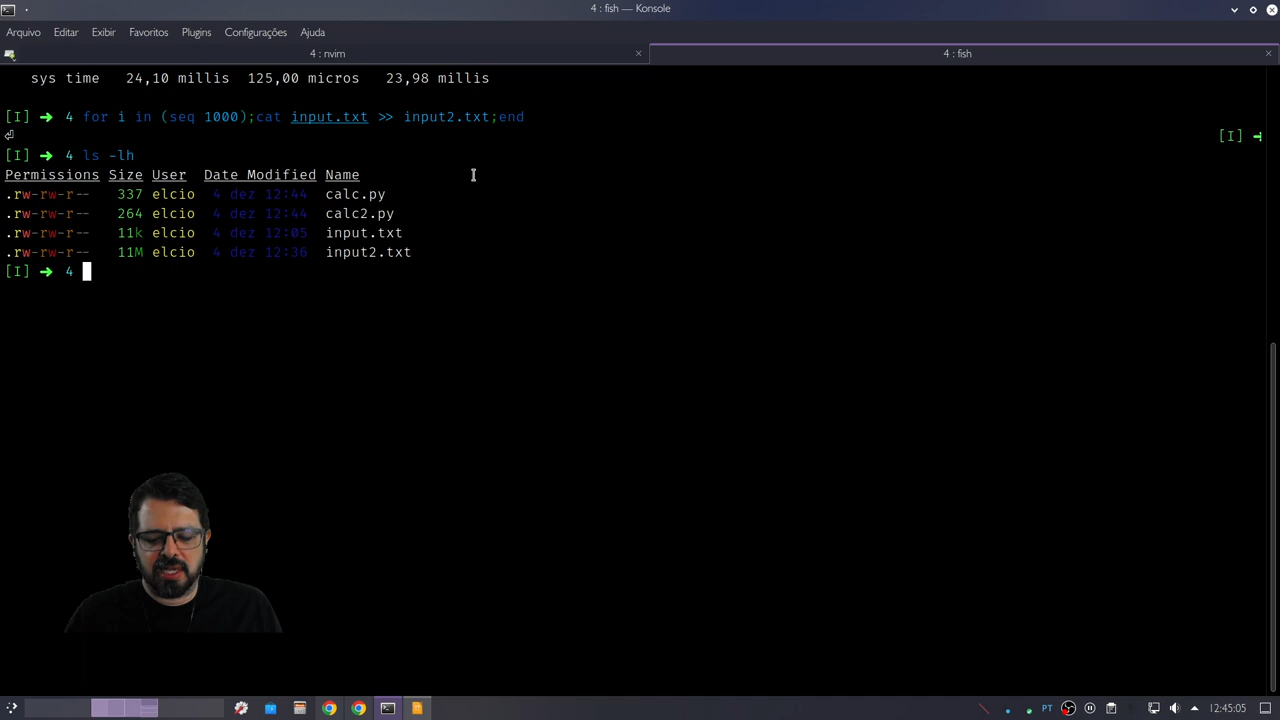 4 : fish — Konsole
Arquivo Editar Exibir Favoritos Plugins Configurações Ajuda
4 : nvim
4 : fish
sys time 24,10 millis 125,00 micros 23,98 millis
[I] ➜ 4 for i in (seq 1000);cat input.txt >> input2.txt;end
⏎ [I] ➜
[I] ➜ 4 ls -lh
Permissions Size User Date Modified Name
.rw-rw-r-- 337 elcio 4 dez 12:44 calc.py
.rw-rw-r-- 264 elcio 4 dez 12:44 calc2.py
.rw-rw-r-- 11k elcio 4 dez 12:05 input.txt
.rw-rw-r-- 11M elcio 4 dez 12:36 input2.txt
[I] ➜ 4
PT 12:45:05